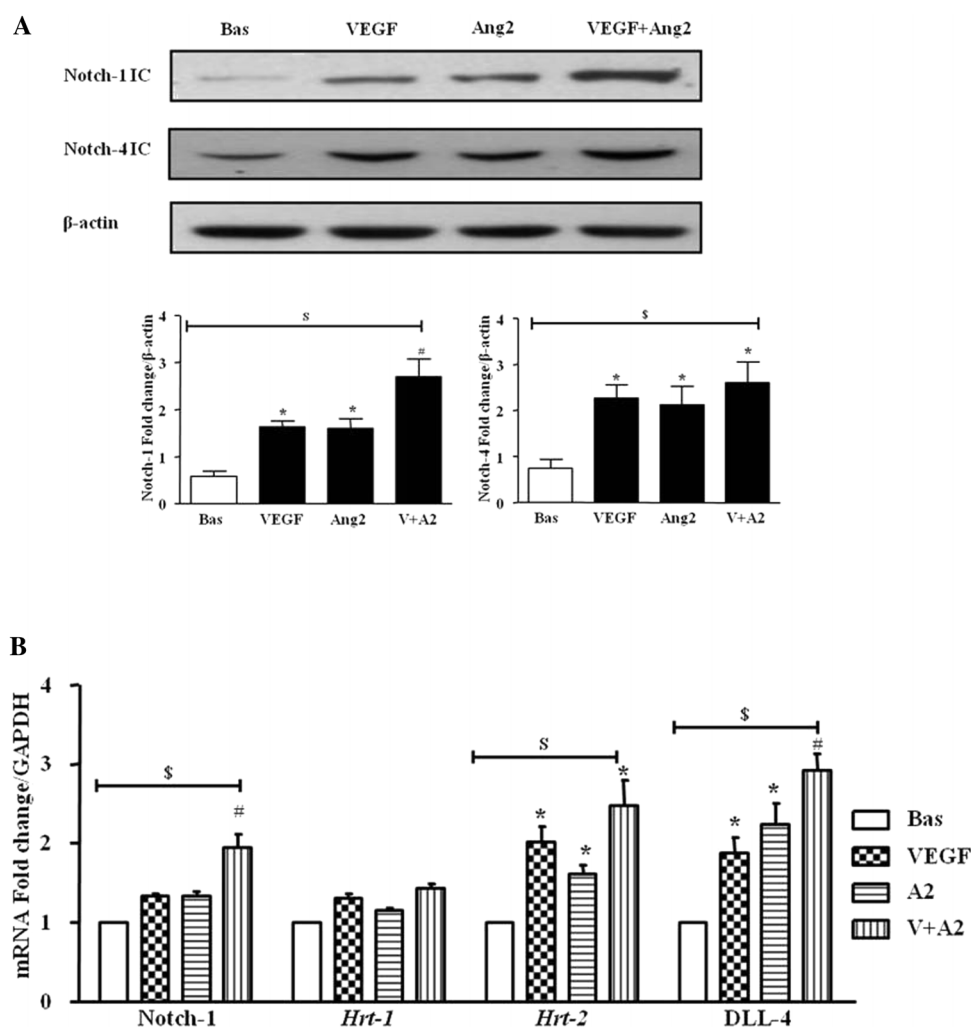 A
Bas VEGF Ang2 VEGF+Ang2
Notch-1IC
Notch-4IC
β-actin
Notch-1 Fold change/β-actin
4
3
2
1
0
s
* * #
Bas VEGF Ang2 V+A2
Notch-4 Fold change/β-actin
4
3
2
1
0
$
* * *
Bas VEGF Ang2 V+A2
B
mRNA Fold change/GAPDH
4
3
2
1
0
$
#
s
* * *
$
* * #
Notch-1 Hrt-1 Hrt-2 DLL-4
Bas
VEGF
A2
V+A2